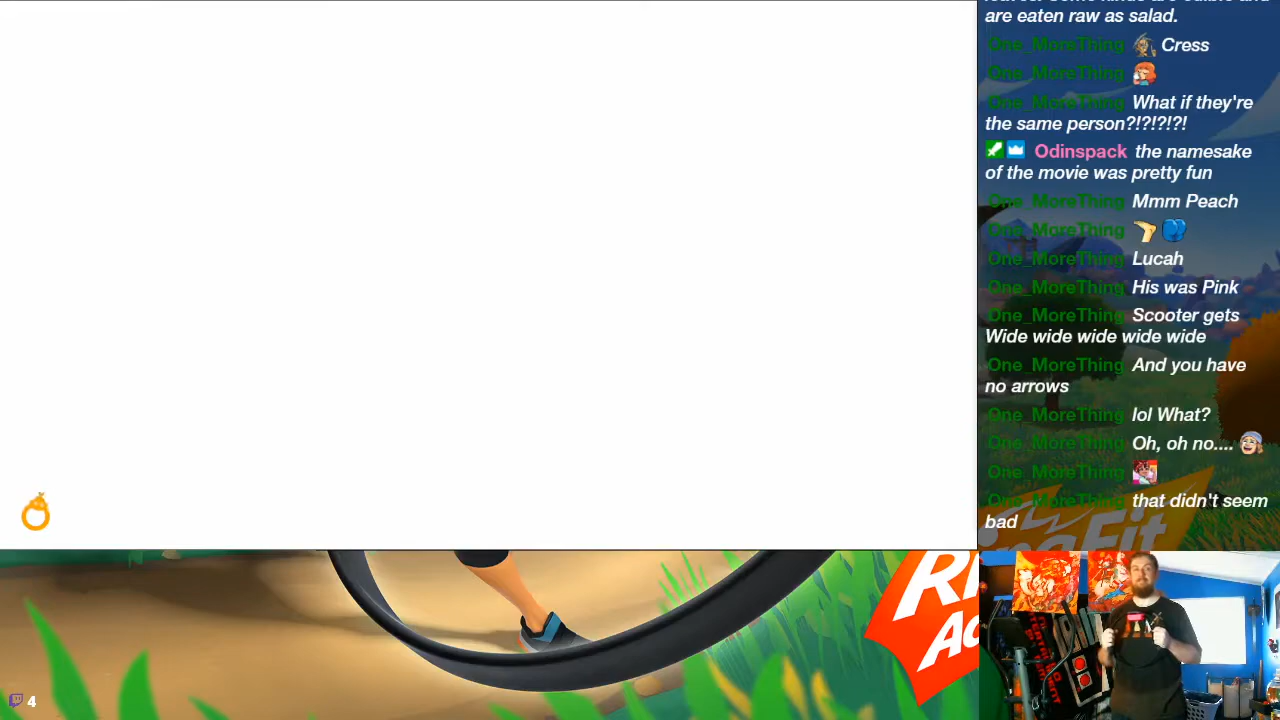 are eaten raw as salad.
One_MoreThing Cress
One_MoreThing
One_MoreThing What if they're
the same person?!?!?!?!
Odinspack the namesake
of the movie was pretty fun
One_MoreThing Mmm Peach
One_MoreThing
One_MoreThing Lucah
One_MoreThing His was Pink
One_MoreThing Scooter gets
Wide wide wide wide wide
One_MoreThing And you have
no arrows
One_MoreThing lol What?
One_MoreThing Oh, oh no....
One_MoreThing
One_MoreThing that didn't seem
bad
4